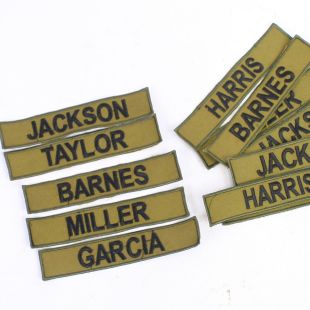 JACKSON
TAYLOR
BARNES
MILLER
GARCIA
HARRIS
BARNES
JACK
HARRIS